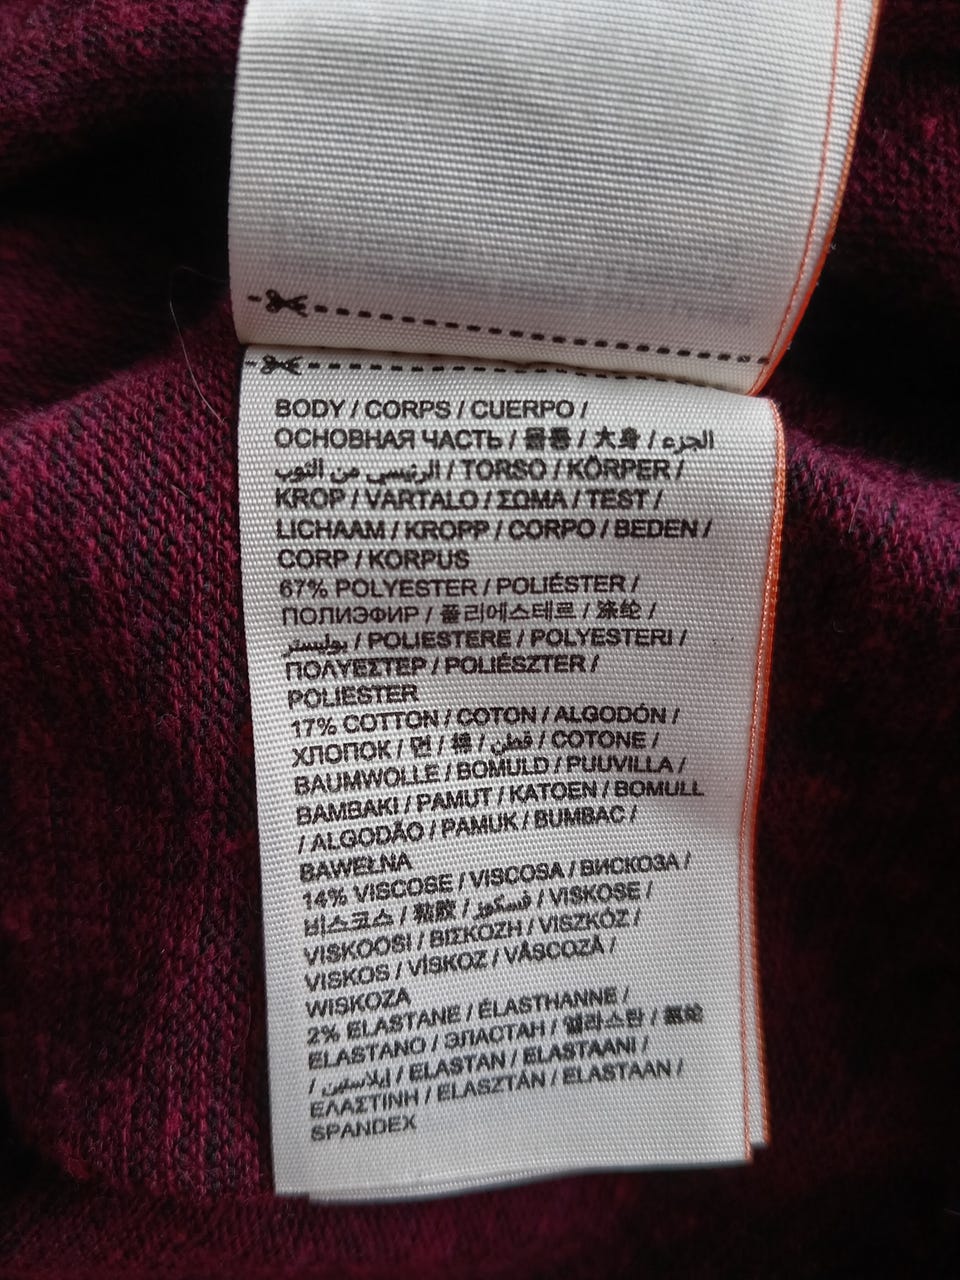 BODY / CORPS / CUERPO /
ОСНОВНАЯ ЧАСТЬ / 몸통 / 大身 / الجزء
الرئيسي من الثوب / TORSO / KÖRPER /
KROP / VARTALO / ΣΩΜΑ / TEST /
LICHAAM / KROPP / CORPO / BEDEN /
CORP / KORPUS
67% POLYESTER / POLIÉSTER /
ПОЛИЭФИР / 폴리에스테르 / 涤纶 /
بوليستر / POLIESTERE / POLYESTERI /
ΠΟΛΥΕΣΤΕΡ / POLIÉSZTER /
POLIESTER
17% COTTON / COTON / ALGODÓN /
ХЛОПОК / 면 / 棉 / قطن / COTONE /
BAUMWOLLE / BOMULD / PUUVILLA /
BAMBAKI / PAMUT / KATOEN / BOMULL
/ ALGODÃO / PAMUK / BUMBAC /
BAWEŁNA
14% VISCOSE / VISCOSA / ВИСКОЗА /
비스코스 / 粘胶 / فسكوز / VISKOSE /
VISKOOSI / ΒΙΣΚΟΖΗ / VISZKÓZ /
VISKOS / VİSKOZ / VÂSCOZĂ /
WISKOZA
2% ELASTANE / ÉLASTHANNE /
ELASTANO / ЭЛАСТАН / 엘라스탄 / 氨纶
/ إيلاستين / ELASTAN / ELASTAANI /
ΕΛΑΣΤΙΝΗ / ELASZTÁN / ELASTAAN /
SPANDEX